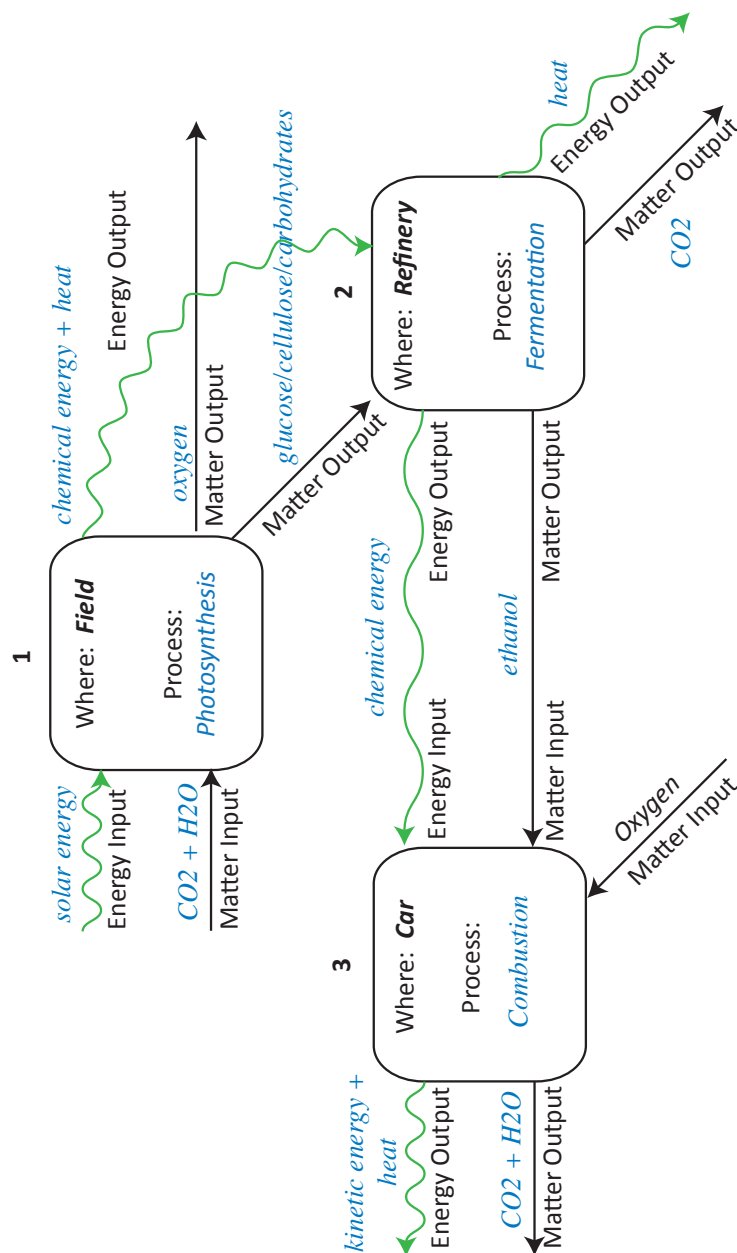 1
solar energy
Energy Input
CO2 + H2O
Matter Input
Where: Field
Process:
Photosynthesis
chemical energy + heat
Energy Output
oxygen
Matter Output
glucose/cellulose/carbohydrates
Matter Output
2
Where: Refinery
Process:
Fermentation
heat
Energy Output
Matter Output
CO2
chemical energy
Energy Input
Energy Output
ethanol
Matter Input
Matter Output
3
Where: Car
Process:
Combustion
Oxygen
Matter Input
kinetic energy +
heat
Energy Output
CO2 + H2O
Matter Output